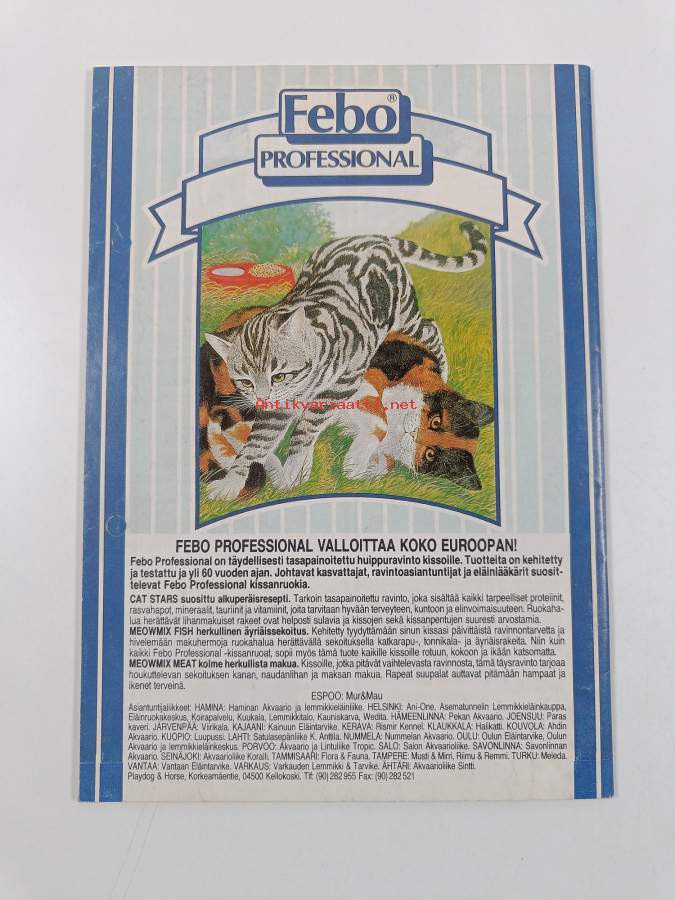 Febo®
PROFESSIONAL
Antikvariaatti.net
FEBO PROFESSIONAL VALLOITTAA KOKO EUROOPAN!
Febo Professional on täydellisesti tasapainoitettu huippuravinto kissoille. Tuotteita on kehitetty
ja testattu ja yli 60 vuoden ajan. Johtavat kasvattajat, ravintoasiantuntijat ja eläinlääkärit suosit-
televat Febo Professional kissanruokia.
CAT STARS suosittu alkuperäisresepti. Tarkoin tasapainoitettu ravinto, joka sisältää kaikki tarpeelliset proteiinit,
rasvahapot, mineraalit, tauriinit ja vitamiinit, joita tarvitaan hyvään terveyteen, kuntoon ja elinvoimaisuuteen. Ruokaha-
lua herättävät lihanmakuiset rakeet ovat helposti sulavia ja kissojen sekä kissanpentujen suuresti arvostamia.
MEOWMIX FISH herkullinen äyriäissekoitus. Kehitetty tyydyttämään sinun kissasi päivittäistä ravinnontarvetta ja
hivelemään makuhermoja ruokahalua herättävällä sekoituksella katkarapu-, tonnikala- ja äyriäisrakeita. Niin kuin
kaikki Febo Professional -kissanruoat, sopii myös tämä tuote kaikille kissoille rotuun, kokoon ja ikään katsomatta.
MEOWMIX MEAT kolme herkullista makua. Kissoille, jotka pitävät vaihtelevasta ravinnosta, tämä täysravinto tarjoaa
houkuttelevan sekoituksen kanan, naudanlihan ja maksan makua. Rapeat suupalat auttavat pitämään hampaat ja
ikenet terveinä.
ESPOO: Mur&Mau
Asiantuntijaliikkeet: HAMINA: Haminan Akvaario ja lemmikkieläinliike. HELSINKI: Ani-One, Asematunnelin Lemmikkieläinkauppa,
Eläinruokakeskus, Koirapalvelu, Kuukala, Lemmikkitalo, Kauniskarva, Wedita. HÄMEENLINNA: Pekan Akvaario. JOENSUU: Paras
kaveri. JÄRVENPÄÄ: Virikala. KAJAANI: Kainuun Eläintarvike. KERAVA: Rismir Kennel. KLAUKKALA: Halikatti. KOUVOLA: Ahdin
Akvaario. KUOPIO: Luupussi. LAHTI: Satulasepänliike K. Anttila. NUMMELA: Nummelan Akvaario. OULU: Oulun Eläintarvike, Oulun
Akvaario ja lemmikkieläinkeskus. PORVOO: Akvaario ja Lintuliike Tropic. SALO: Salon Akvaarioliike. SAVONLINNA: Savonlinnan
Akvaario. SEINÄJOKI: Akvaarioliike Koralli. TAMMISAARI: Flora & Fauna. TAMPERE: Musti & Mirri, Riimu & Remmi. TURKU: Meleda.
VANTAA: Vantaan Eläintarvike. VARKAUS: Varkauden Lemmikki & Tarvike. ÄHTÄRI: Akvaarioliike Sintti.
Playdog & Horse, Korkeamäentie, 04500 Kellokoski. Tlf: (90) 282 955 Fax: (90) 282 521